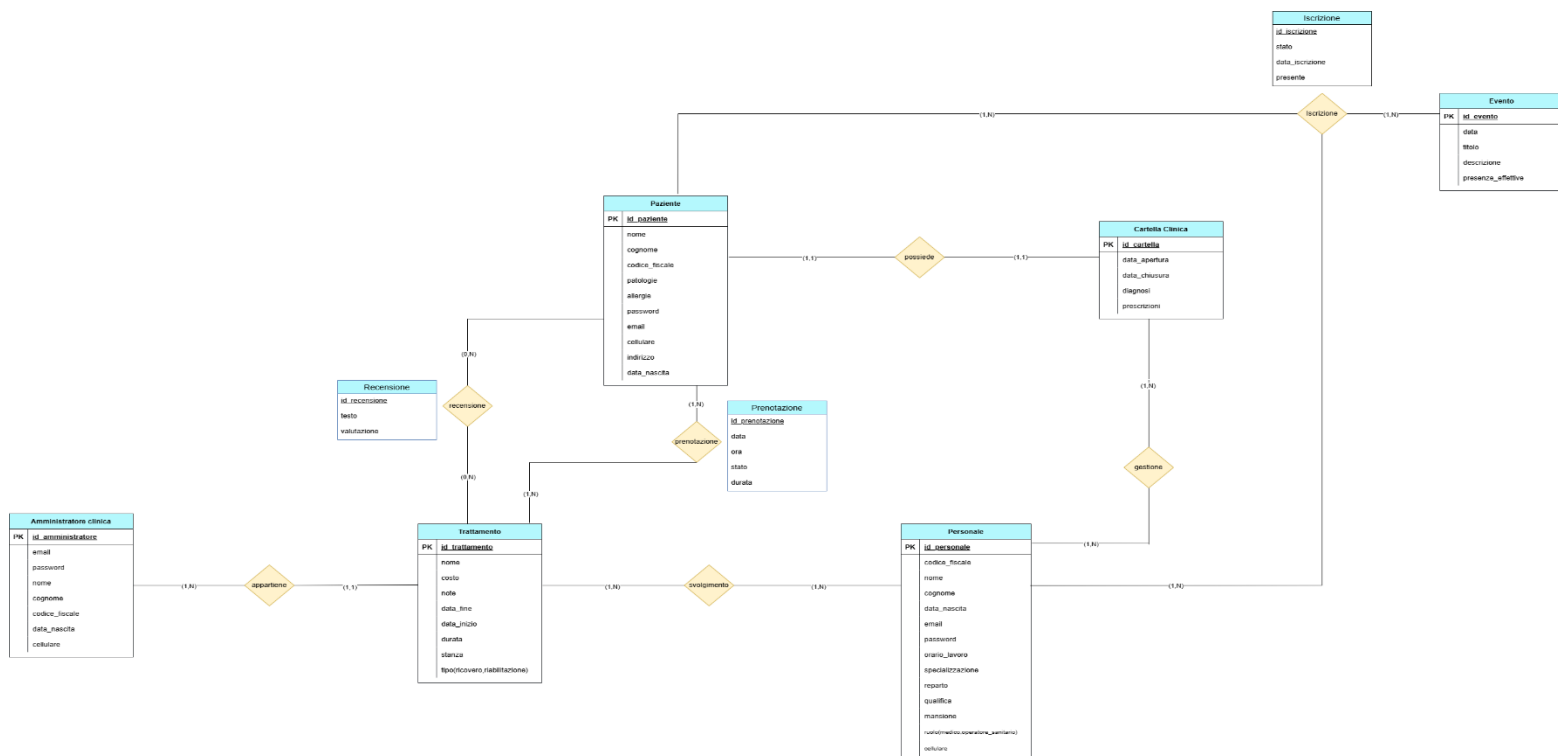 Iscrizione
id_iscrizione
stato
data_iscrizione
presente
Iscrizione
(1,N)
(1,N)
Evento
PK id_evento
data
titolo
descrizione
presenze_effettive
Paziente
PK id_paziente
nome
cognome
codice_fiscale
patologie
allergie
password
email
cellulare
indirizzo
data_nascita
(1,1)
possiede
(1,1)
Cartella Clinica
PK id_cartella
data_apertura
data_chiusura
diagnosi
prescrizioni
(0,N)
Recensione
id_recensione
testo
valutazione
recensione
(0,N)
(1,N)
prenotazione
Prenotazione
id_prenotazione
data
ora
stato
durata
(1,N)
(1,N)
gestione
(1,N)
Amministratore clinica
PK id_amministratore
email
password
nome
cognome
codice_fiscale
data_nascita
cellulare
(1,N)
appartiene
(1,1)
Trattamento
PK id_trattamento
nome
costo
note
data_fine
data_inizio
durata
stanza
tipo(ricovero,riabilitazione)
(1,N)
svolgimento
(1,N)
Personale
PK id_personale
codice_fiscale
nome
cognome
data_nascita
email
password
orario_lavoro
specializzazione
reparto
qualifica
mansione
ruolo(medico,operatore_sanitario)
cellulare
(1,N)